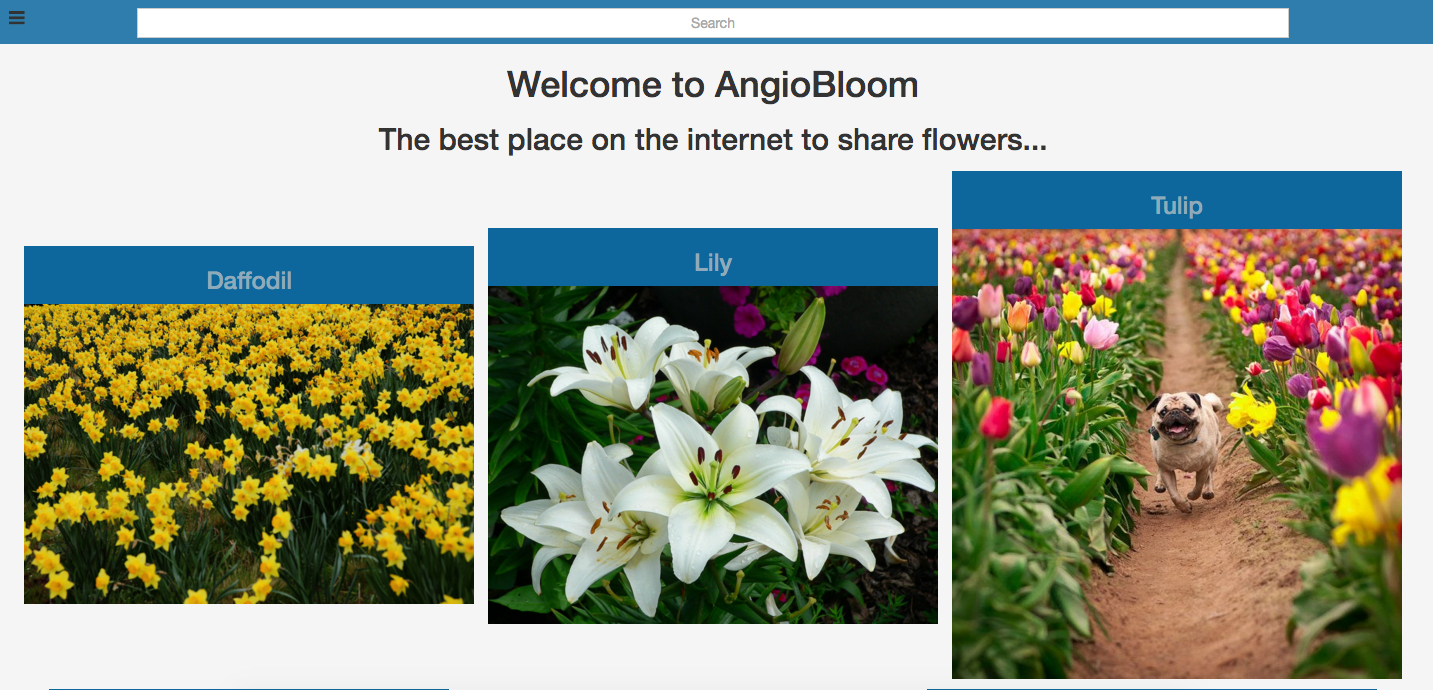 Search
Welcome to AngioBloom
The best place on the internet to share flowers...
Daffodil
Lily
Tulip